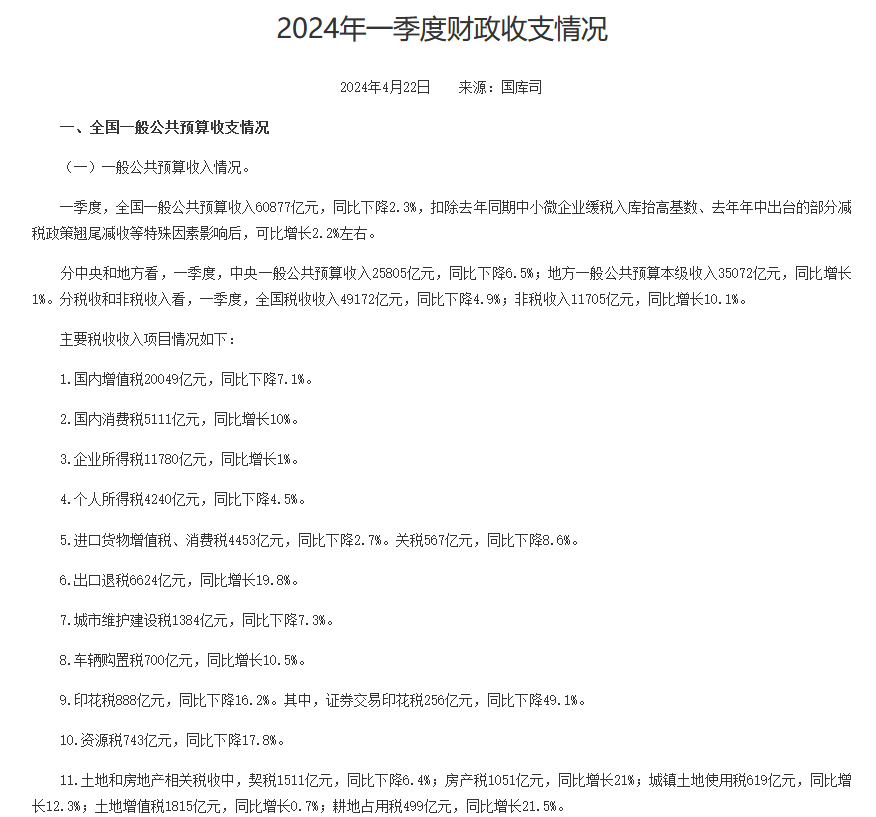 2024年一季度财政收支情况
2024年4月22日 来源：国库司
一、全国一般公共预算收支情况
（一）一般公共预算收入情况。
一季度，全国一般公共预算收入60877亿元，同比下降2.3%，扣除去年同期中小微企业缓税入库抬高基数、去年年中出台的部分减
税政策翘尾减收等特殊因素影响后，可比增长2.2%左右。
分中央和地方看，一季度，中央一般公共预算收入25805亿元，同比下降6.5%；地方一般公共预算本级收入35072亿元，同比增长
1%。分税收和非税收入看，一季度，全国税收收入49172亿元，同比下降4.9%；非税收入11705亿元，同比增长10.1%。
主要税收收入项目情况如下：
1.国内增值税20049亿元，同比下降7.1%。
2.国内消费税5111亿元，同比增长10%。
3.企业所得税11780亿元，同比增长1%。
4.个人所得税4240亿元，同比下降4.5%。
5.进口货物增值税、消费税4453亿元，同比下降2.7%。关税567亿元，同比下降8.6%。
6.出口退税6624亿元，同比增长19.8%。
7.城市维护建设税1384亿元，同比下降7.3%。
8.车辆购置税700亿元，同比增长10.5%。
9.印花税888亿元，同比下降16.2%。其中，证券交易印花税256亿元，同比下降49.1%。
10.资源税743亿元，同比下降17.8%。
11.土地和房地产相关税收中，契税1511亿元，同比下降6.4%；房产税1051亿元，同比增长21%；城镇土地使用税619亿元，同比增
长12.3%；土地增值税1815亿元，同比增长0.7%；耕地占用税499亿元，同比增长21.5%。